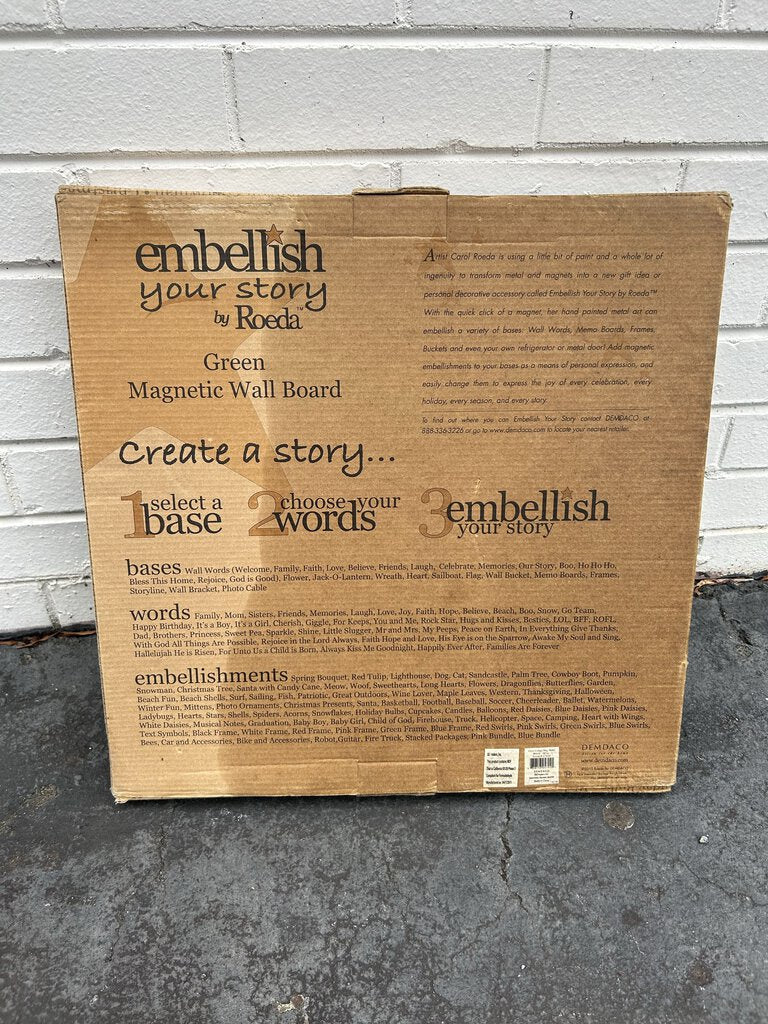 embellish
your story
by Roeda™
Green
Magnetic Wall Board
Artist Carol Roeda is using a little bit of paint and a whole lot of
ingenuity to transform metal and magnets into a new gift idea or
personal decorative accessory called Embellish Your Story by Roeda™
With the quick click of a magnet, her hand painted metal art can
embellish a variety of bases: Wall Words, Memo Boards, Frames,
Buckets and even your own refrigerator or metal door! Add magnetic
embellishments to your bases as a means of personal expression, and
easily change them to express the joy of every celebration, every
holiday, every season, and every story.
To find out where you can Embellish Your Story contact DEMDACO at
888-336-3226 or go to www.demdaco.com to locate your nearest retailer.
Create a story...
1 select a base
2 choose your words
3 embellish your story
bases Wall Words (Welcome, Family, Faith, Love, Believe, Friends, Laugh, Celebrate, Memories, Our Story, Boo, Ho Ho Ho,
Bless This Home, Rejoice, God is Good), Flower, Jack-O-Lantern, Wreath, Heart, Sailboat, Flag, Wall Bucket, Memo Boards, Frames,
Storyline, Wall Bracket, Photo Cable
words Family, Mom, Sisters, Friends, Memories, Laugh, Love, Joy, Faith, Hope, Believe, Beach, Boo, Snow, Go Team,
Happy Birthday, It's a Boy, It's a Girl, Cherish, Giggle, For Keeps, You and Me, Rock Star, Hugs and Kisses, Besties, LOL, BFF, ROFL,
Dad, Brothers, Princess, Sweet Pea, Sparkle, Shine, Little Slugger, Mr and Mrs, My Peeps, Peace on Earth, In Everything Give Thanks,
With God All Things Are Possible, Rejoice in the Lord Always, Faith Hope and Love, His Eye is on the Sparrow, Awake My Soul and Sing,
Hallelujah He is Risen, For Unto Us a Child is Born, Always Kiss Me Goodnight, Happily Ever After, Families Are Forever
embellishments Spring Bouquet, Red Tulip, Lighthouse, Dog, Cat, Sandcastle, Palm Tree, Cowboy Boot, Pumpkin,
Snowman, Christmas Tree, Santa with Candy Cane, Meow, Woof, Sweethearts, Long Hearts, Flowers, Dragonflies, Butterflies, Garden,
Beach Fun, Beach Shells, Surf, Sailing, Fish, Patriotic, Great Outdoors, Wine Lover, Maple Leaves, Western, Thanksgiving, Halloween,
Winter Fun, Mittens, Photo Ornaments, Christmas Presents, Santa, Basketball, Football, Baseball, Soccer, Cheerleader, Ballet, Watermelons,
Ladybugs, Hearts, Stars, Shells, Spiders, Acorns, Snowflakes, Holiday Bulbs, Cupcakes, Candles, Balloons, Red Daisies, Blue Daisies, Pink Daisies,
White Daisies, Musical Notes, Graduation, Baby Boy, Baby Girl, Child of God, Firehouse, Truck, Helicopter, Space, Camping, Heart with Wings,
Text Symbols, Black Frame, White Frame, Red Frame, Pink Frame, Green Frame, Blue Frame, Red Swirls, Pink Swirls, Green Swirls, Blue Swirls,
Bees, Car and Accessories, Bike and Accessories, Robot, Guitar, Fire Truck, Stacked Packages, Pink Bundle, Blue Bundle
DEMDACO
www.demdaco.com